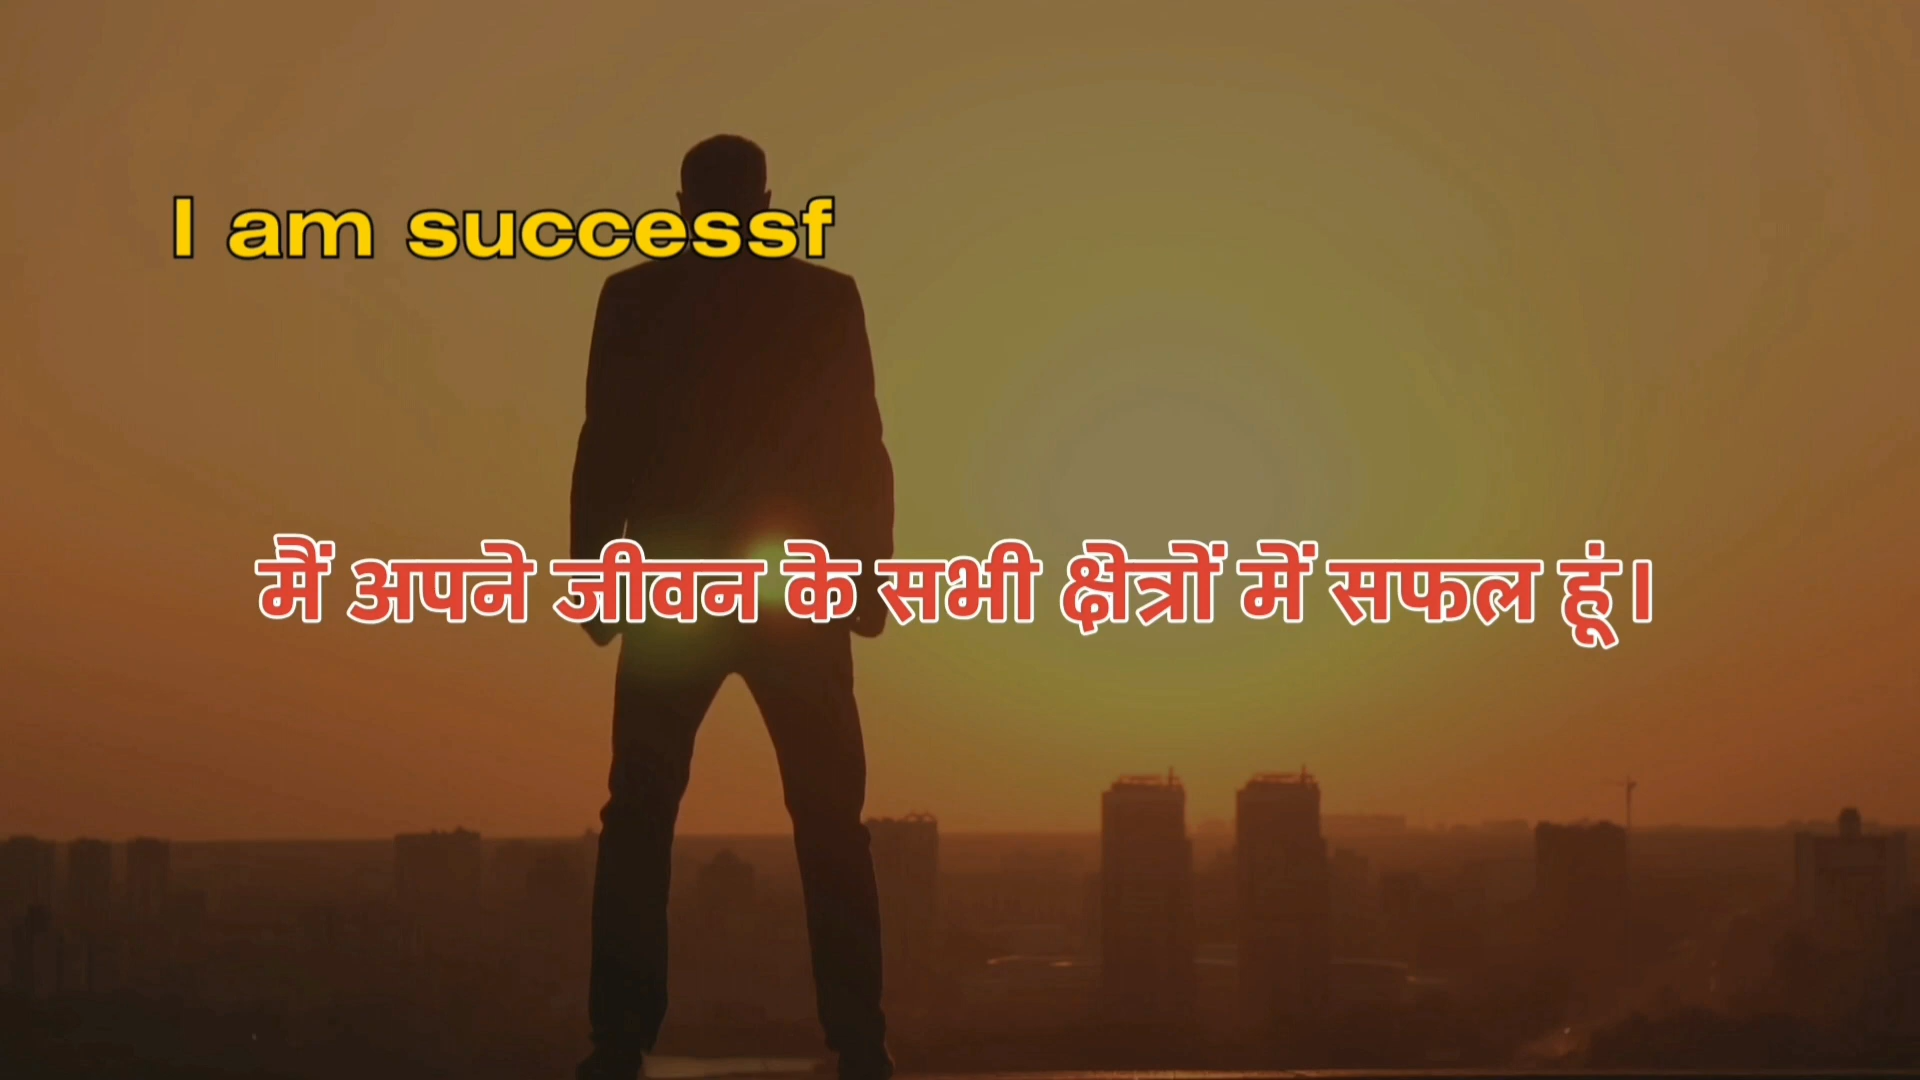 I am successf
मैं अपने जीवन के सभी क्षेत्रों में सफल हूं।